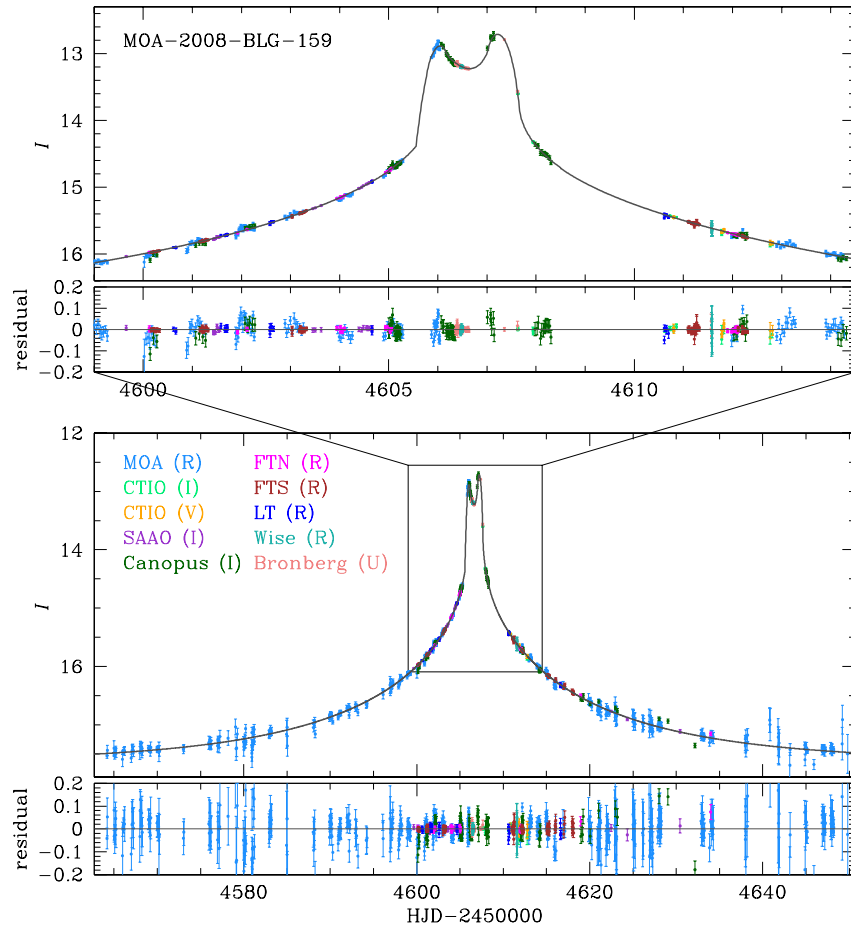 MOA-2008-BLG-159
13
14
15
16
I
0.2
0.1
0
-0.1
-0.2
residual
4600 4605 4610
12
14
16
I
MOA (R) FTN (R)
CTIO (I) FTS (R)
CTIO (V) LT (R)
SAAO (I) Wise (R)
Canopus (I) Bronberg (U)
0.2
0.1
0
-0.1
-0.2
residual
4580 4600 4620 4640
HJD-2450000